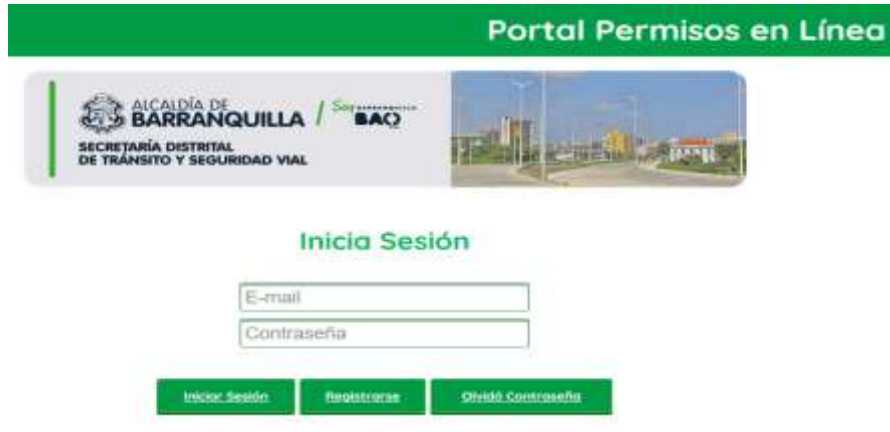 Portal Permisos en Línea
ALCALDÍA DE
BARRANQUILLA
Soy
BAQ
SECRETARÍA DISTRITAL
DE TRÁNSITO Y SEGURIDAD VIAL
Inicia Sesión
E-mail
Contraseña
Iniciar Sesión
Registrarse
Olvidó Contraseña